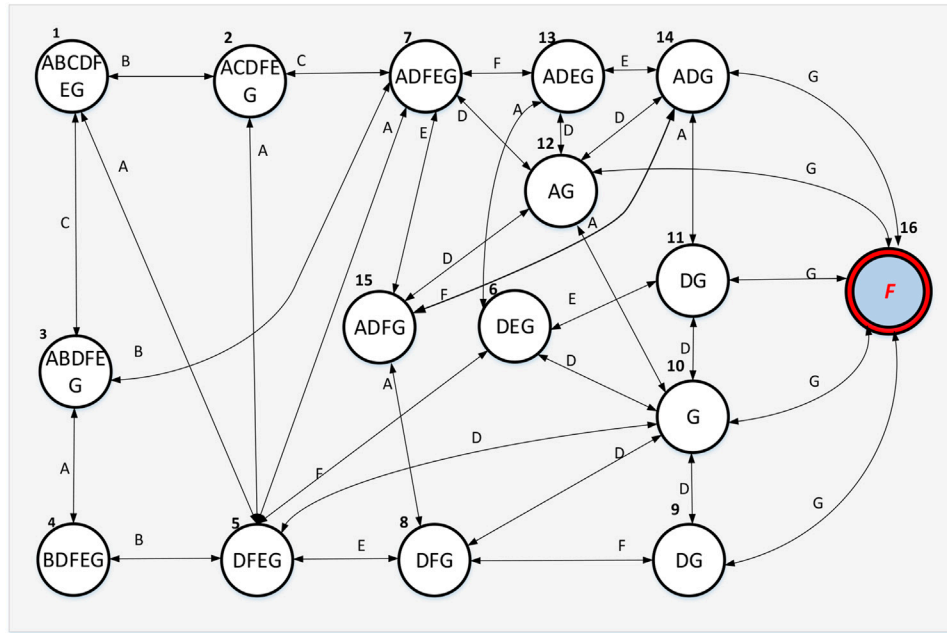 1
2
7
13
14
ABCDF
EG
B
ACDFE
G
C
ADFEG
F
ADEG
E
ADG
G
A
A
A
E
D
A
D
D
A
12
AG
G
C
A
16
11
D
DG
G
F
15
F
6
E
ADFG
DEG
3
ABDFE
G
B
D
D
10
A
G
G
D
A
F
D
D
9
G
4
B
5
E
8
F
BDFEG
DFEG
DFG
DG